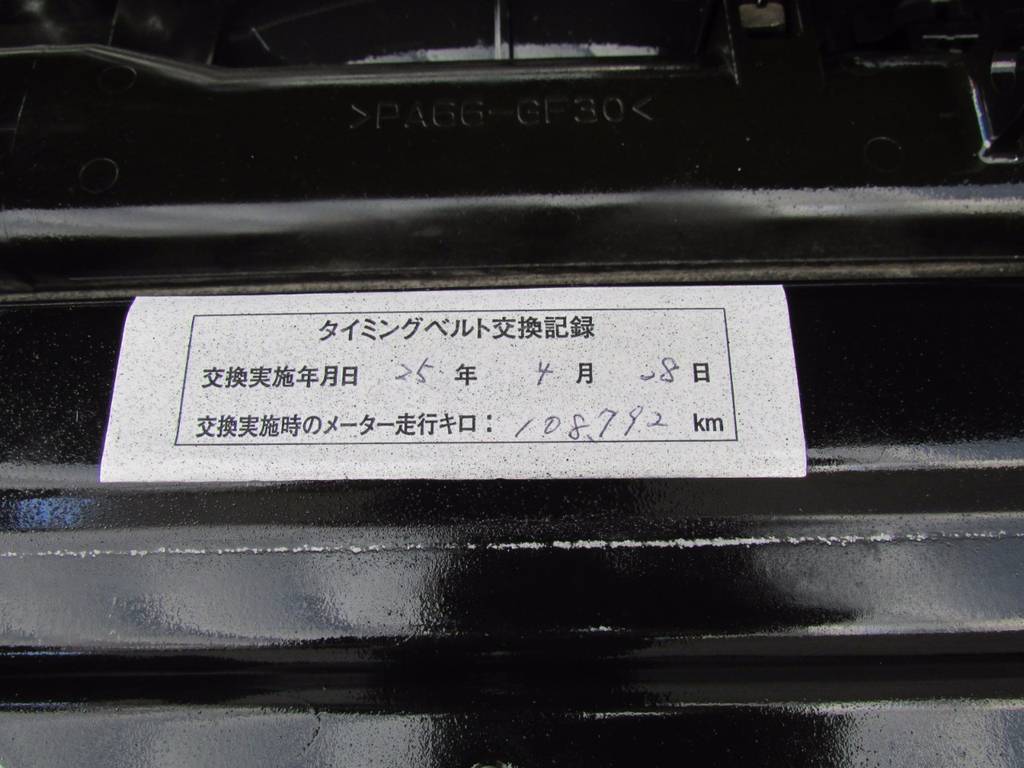 >PA66-GF30<
タイミングベルト交換記録
交換実施年月日 25 年 4 月 28 日
交換実施時のメーター走行キロ： 108,792 km